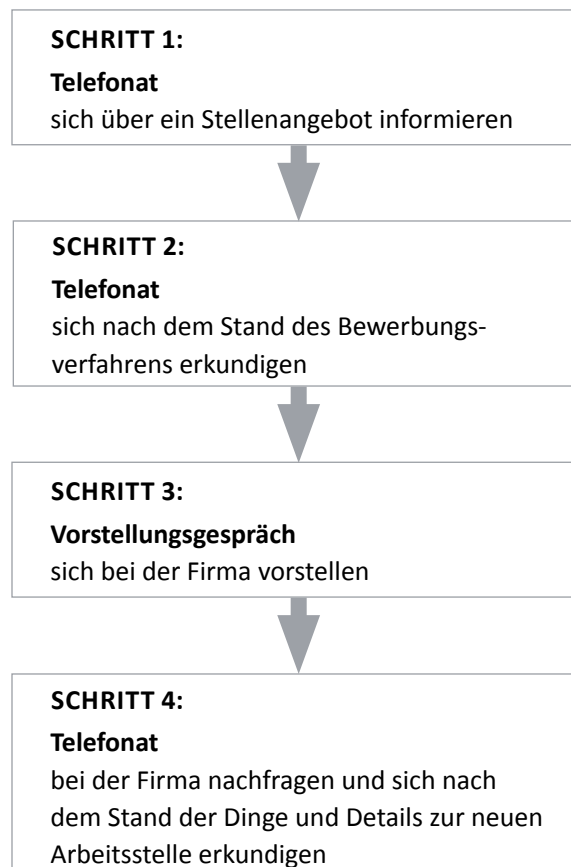 SCHRITT 1:
Telefonat
sich über ein Stellenangebot informieren
SCHRITT 2:
Telefonat
sich nach dem Stand des Bewerbungs-
verfahrens erkundigen
SCHRITT 3:
Vorstellungsgespräch
sich bei der Firma vorstellen
SCHRITT 4:
Telefonat
bei der Firma nachfragen und sich nach
dem Stand der Dinge und Details zur neuen
Arbeitsstelle erkundigen